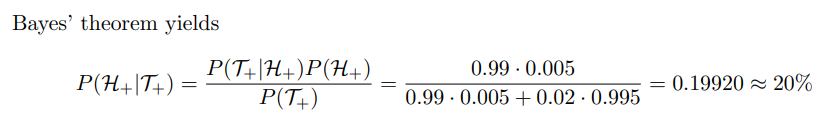 Bayes' theorem yields
P(ℋ₊|𝒯₊) = P(𝒯₊|ℋ₊)P(ℋ₊) / P(𝒯₊) = 0.99 · 0.005 / 0.99 · 0.005 + 0.02 · 0.995 = 0.19920 ≈ 20%